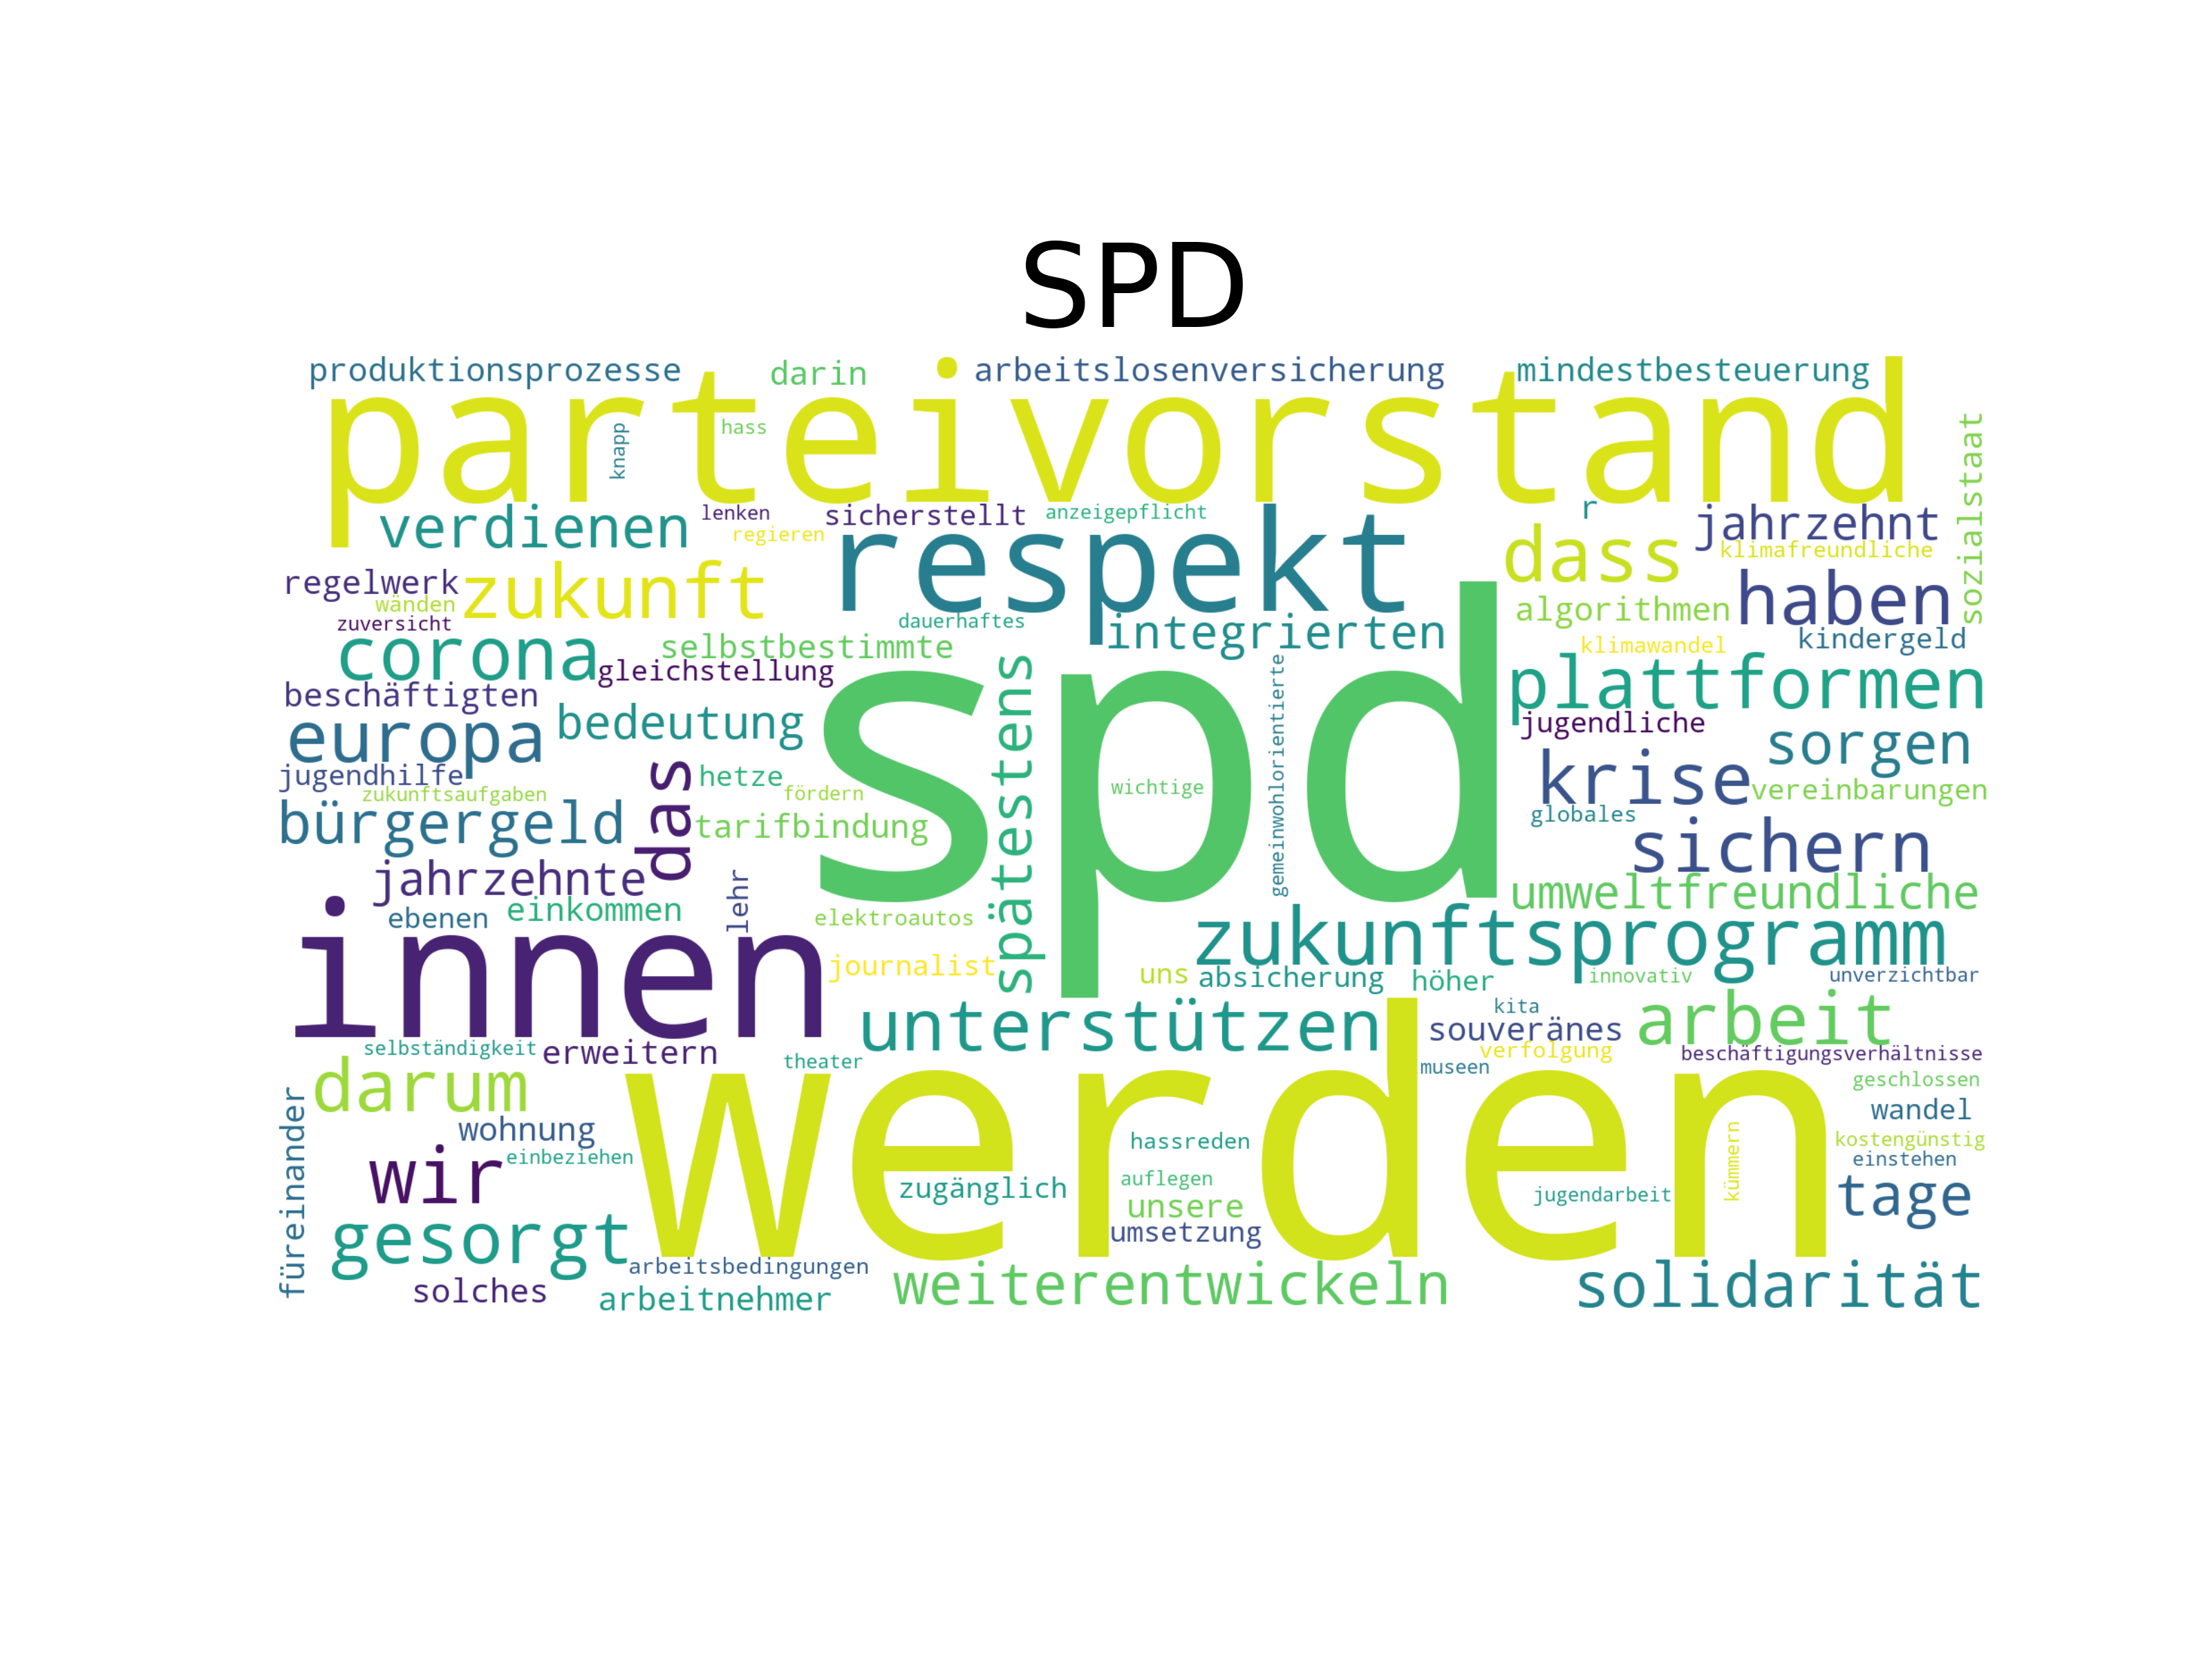 SPD
produktionsprozesse
darin
arbeitslosenversicherung
mindestbesteuerung
parteivorstand
hass
knapp
sozialstaat
verdienen
lenken
sicherstellt
anzeigepflicht
r
jahrzehnt
regieren
respekt
dass
klimafreundliche
regelwerk
zukunft
wänden
haben
algorithmen
zuversicht
dauerhaftes
integrierten
kindergeld
corona
selbstbestimmte
klimawandel
gleichstellung
plattformen
beschäftigten
spd
europa
bedeutung
spätestens
gemeinwohlorientierte
jugendliche
sorgen
jugendhilfe
das
hetze
krise
zukunftsaufgaben
fördern
wichtige
vereinbarungen
bürgergeld
tarifbindung
globales
sichern
jahrzehnte
lehr
umweltfreundliche
ebenen
einkommen
elektroautos
zukunftsprogramm
innen
journalist
uns
absicherung
höher
innovativ
unverzichtbar
unterstützen
kita
souveränes
arbeit
selbständigkeit
erweitern
theater
verfolgung
beschäftigungsverhältnisse
museen
darum
werden
geschlossen
füreinander
wohnung
wandel
hassreden
kümmern
kostengünstig
wir
einbeziehen
einstehen
auflegen
zugänglich
jugendarbeit
tage
unsere
gesorgt
umsetzung
arbeitsbedingungen
weiterentwickeln
solidarität
solches
arbeitnehmer